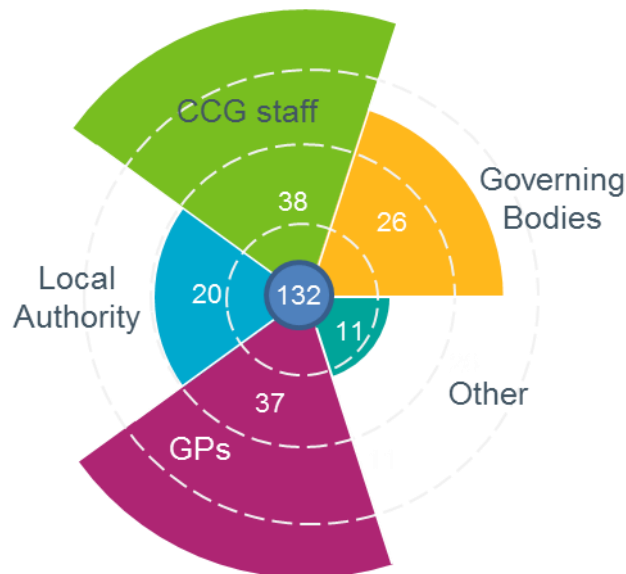 CCG staff
38
Governing
Bodies
26
Local
Authority
20
132
11
Other
37
GPs